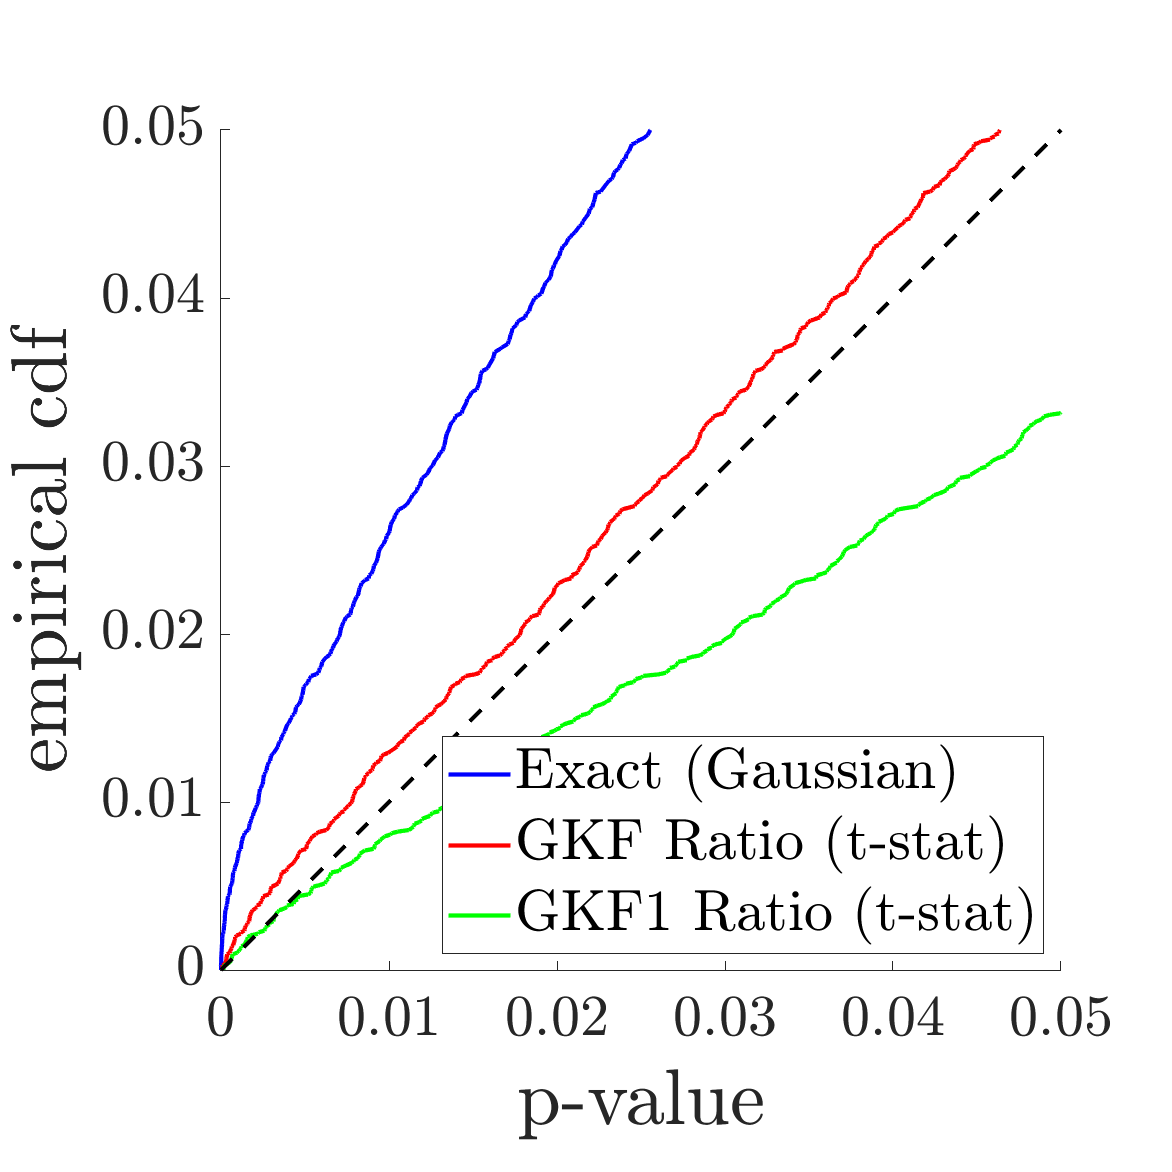 0.05
0.04
0.03
0.02
0.01
0
empirical cdf
Exact (Gaussian)
GKF Ratio (t-stat)
GKF1 Ratio (t-stat)
0 0.01 0.02 0.03 0.04 0.05
p-value